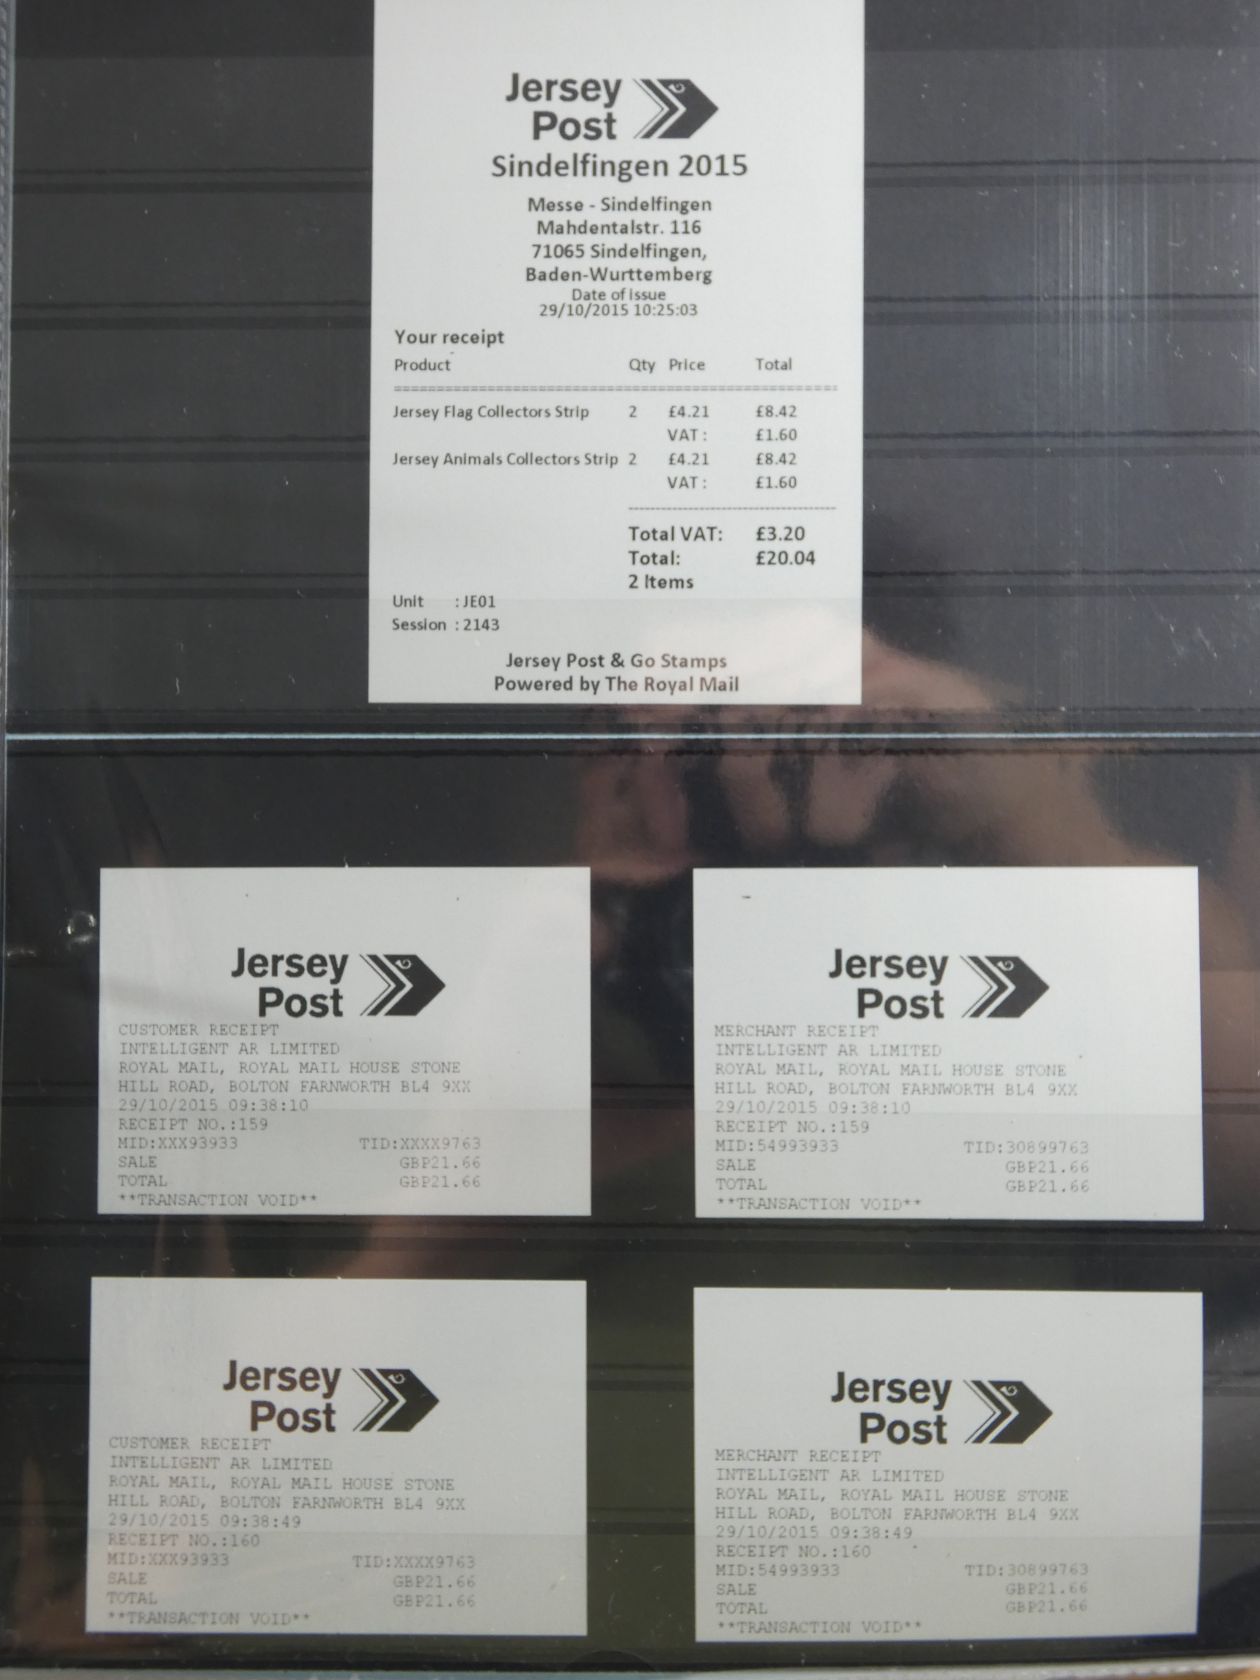 Jersey
Post
Sindelfingen 2015
Messe - Sindelfingen
Mahdentalstr. 116
71065 Sindelfingen,
Baden-Wurttemberg
Date of Issue
29/10/2015 10:25:03
Your receipt
Product Qty Price Total
Jersey Flag Collectors Strip 2 £4.21 £8.42
VAT : £1.60
Jersey Animals Collectors Strip 2 £4.21 £8.42
VAT : £1.60
Total VAT: £3.20
Total: £20.04
2 Items
Unit : JE01
Session : 2143
Jersey Post & Go Stamps
Powered by The Royal Mail
Jersey
Post
CUSTOMER RECEIPT
INTELLIGENT AR LIMITED
ROYAL MAIL, ROYAL MAIL HOUSE STONE
HILL ROAD, BOLTON FARNWORTH BL4 9XX
29/10/2015 09:38:10
RECEIPT NO.:159
MID:XXX93933 TID:XXXX9763
SALE GBP21.66
TOTAL GBP21.66
**TRANSACTION VOID**
Jersey
Post
MERCHANT RECEIPT
INTELLIGENT AR LIMITED
ROYAL MAIL, ROYAL MAIL HOUSE STONE
HILL ROAD, BOLTON FARNWORTH BL4 9XX
29/10/2015 09:38:10
RECEIPT NO.:159
MID:54993933 TID:30899763
SALE GBP21.66
TOTAL GBP21.66
**TRANSACTION VOID**
Jersey
Post
CUSTOMER RECEIPT
INTELLIGENT AR LIMITED
ROYAL MAIL, ROYAL MAIL HOUSE STONE
HILL ROAD, BOLTON FARNWORTH BL4 9XX
29/10/2015 09:38:49
RECEIPT NO.:160
MID:XXX93933 TID:XXXX9763
SALE GBP21.66
TOTAL GBP21.66
**TRANSACTION VOID**
Jersey
Post
MERCHANT RECEIPT
INTELLIGENT AR LIMITED
ROYAL MAIL, ROYAL MAIL HOUSE STONE
HILL ROAD, BOLTON FARNWORTH BL4 9XX
29/10/2015 09:38:49
RECEIPT NO.:160
MID:54993933 TID:30899763
SALE GBP21.66
TOTAL GBP21.66
**TRANSACTION VOID**